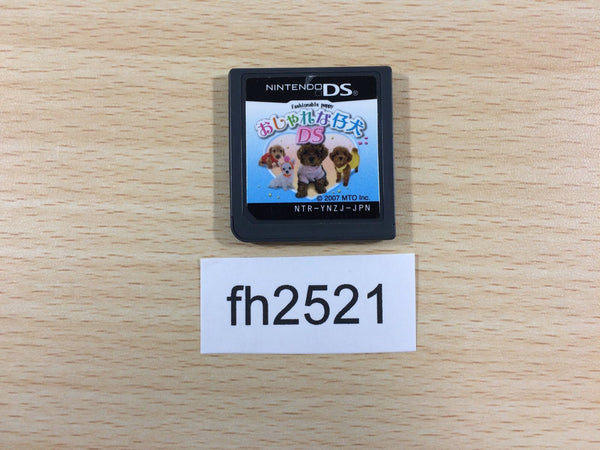 NINTENDO DS®
Fashionable puppy
おしゃれな仔犬
DS
© 2007 MTO Inc.
NTR-YNZJ-JPN
fh2521